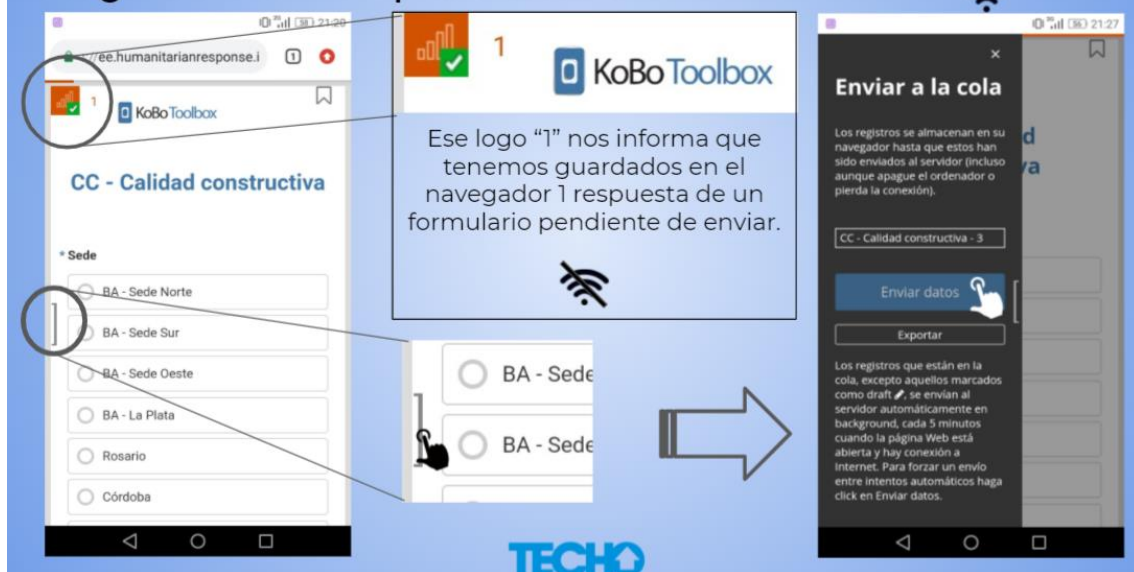 21:20
//ee.humanitarianresponse.i
1
1
KoBoToolbox
CC - Calidad constructiva
* Sede
BA - Sede Norte
BA - Sede Sur
BA - Sede Oeste
BA - La Plata
Rosario
Córdoba
1
KoBoToolbox
Ese logo “1” nos informa que
tenemos guardados en el
navegador 1 respuesta de un
formulario pendiente de enviar.
BA - Sede
BA - Sede
TECHO
21:27
×
Enviar a la cola
Los registros se almacenan en su
navegador hasta que estos han
sido enviados al servidor (incluso
aunque apague el ordenador o
pierda la conexión).
CC - Calidad constructiva - 3
Enviar datos
Exportar
Los registros que están en la
cola, excepto aquellos marcados
como draft, se envían al
servidor automáticamente en
background, cada 5 minutos
cuando la página Web está
abierta y hay conexión a
Internet. Para forzar un envío
entre intentos automáticos haga
click en Enviar datos.
d
va